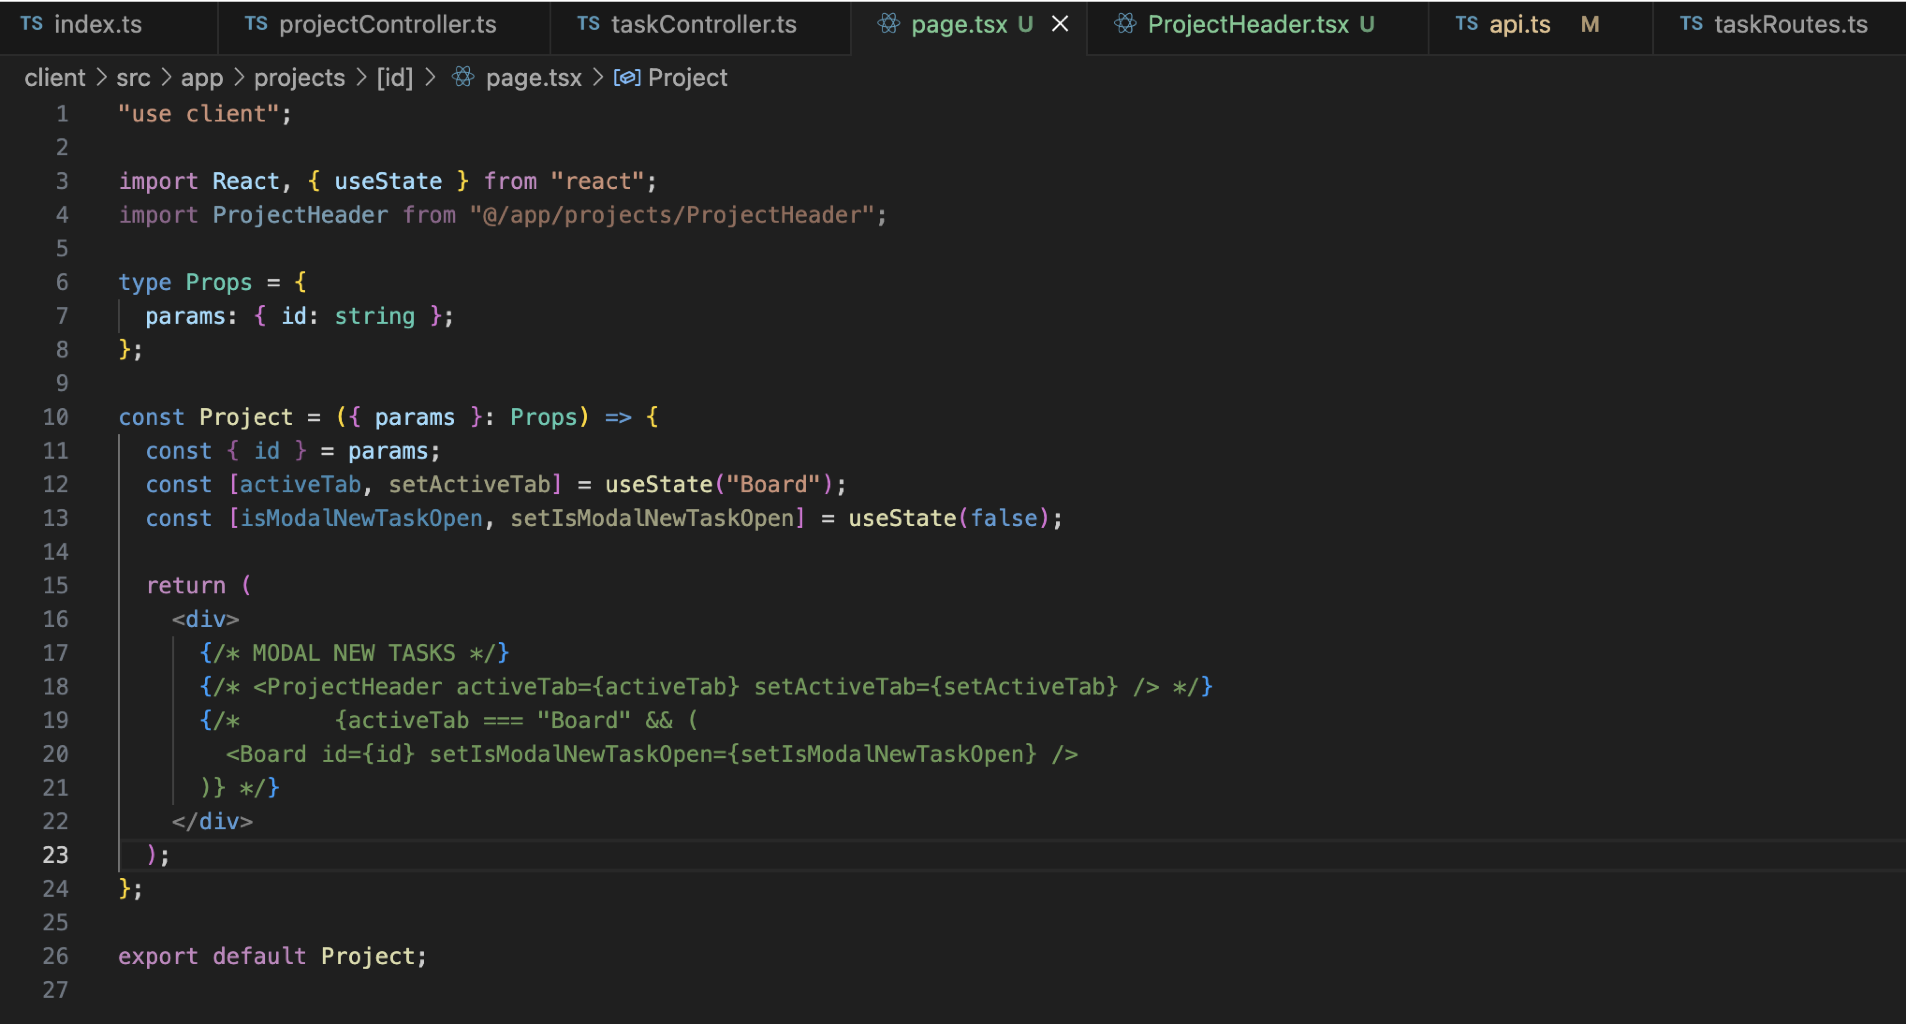 TS index.ts TS projectController.ts TS taskController.ts page.tsx U ProjectHeader.tsx U TS api.ts M TS taskRoutes.ts
client > src > app > projects > [id] > page.tsx > Project
1 "use client";
2
3 import React, { useState } from "react";
4 import ProjectHeader from "@/app/projects/ProjectHeader";
5
6 type Props = {
7   params: { id: string };
8 };
9
10 const Project = ({ params }: Props) => {
11   const { id } = params;
12   const [activeTab, setActiveTab] = useState("Board");
13   const [isModalNewTaskOpen, setIsModalNewTaskOpen] = useState(false);
14
15   return (
16     <div>
17       {/* MODAL NEW TASKS */}
18       {/* <ProjectHeader activeTab={activeTab} setActiveTab={setActiveTab} /> */}
19       {/*       {activeTab === "Board" && (
20         <Board id={id} setIsModalNewTaskOpen={setIsModalNewTaskOpen} />
21       )} */}
22     </div>
23   );
24 };
25
26 export default Project;
27